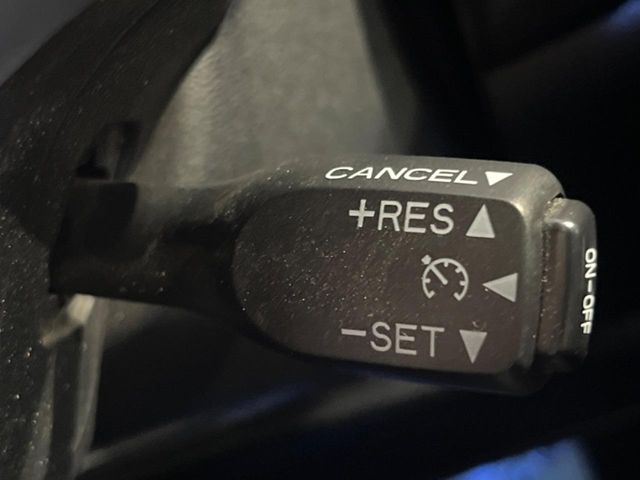 CANCEL▼
+RES ▲
◀
-SET ▼
ON-OFF